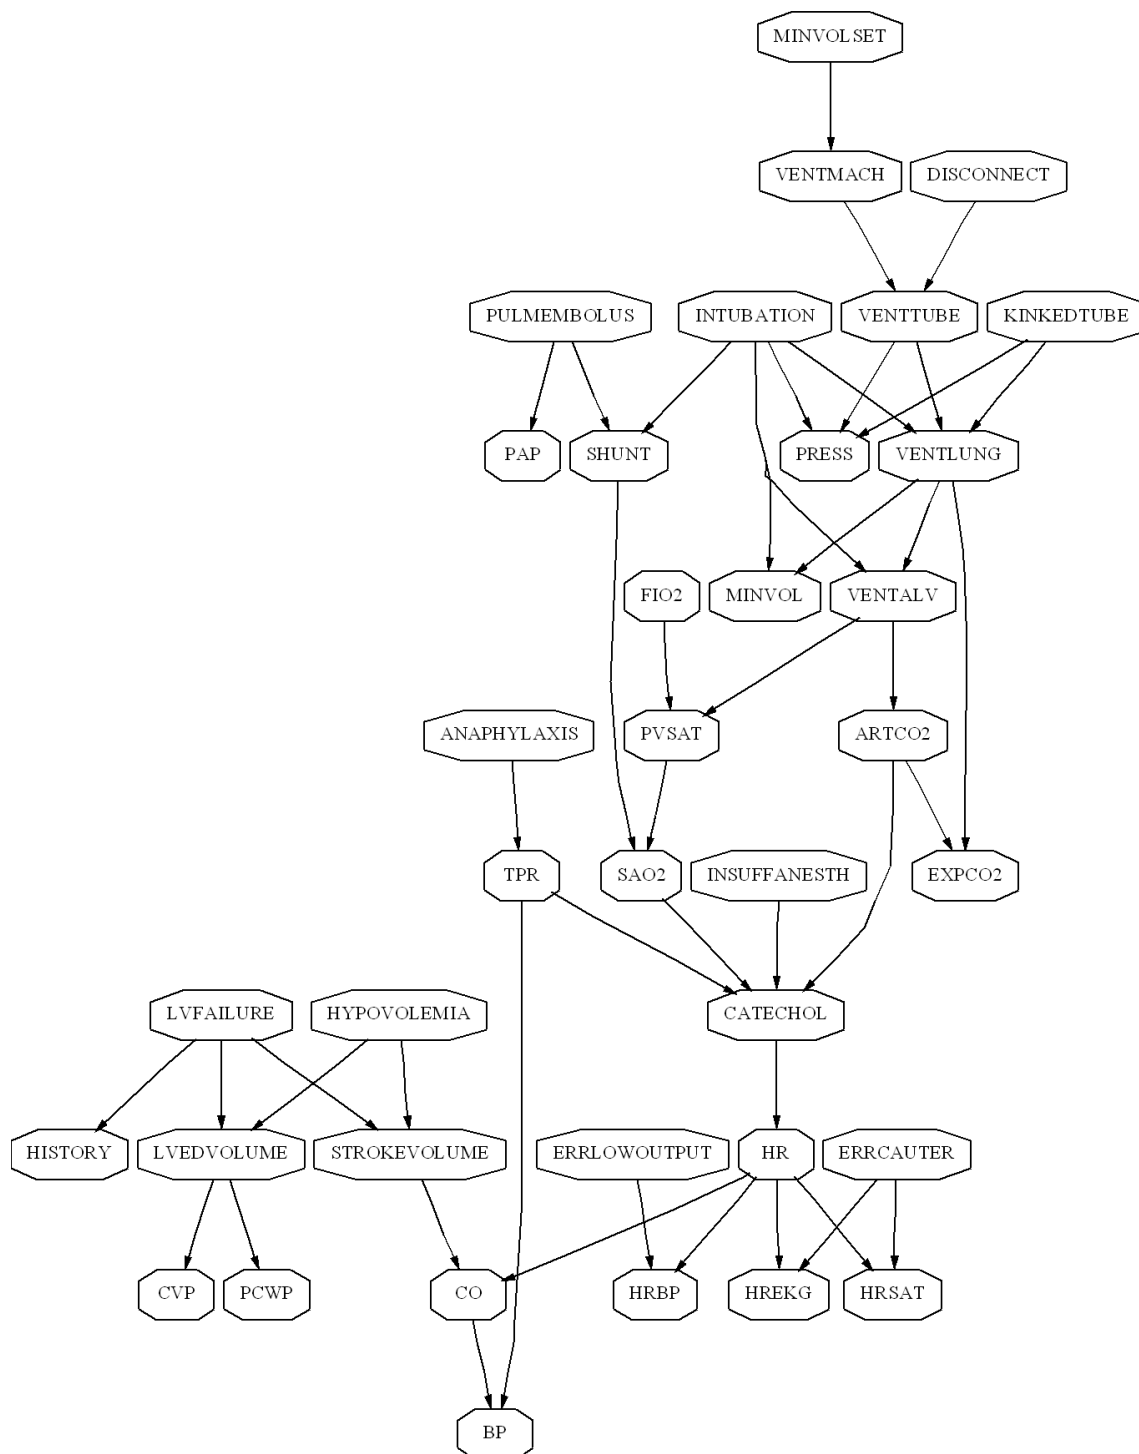 MINVOLSET
VENTMACH
DISCONNECT
PULMEMBOLUS
INTUBATION
VENTTUBE
KINKEDTUBE
PAP
SHUNT
PRESS
VENTLUNG
FIO2
MINVOL
VENTALV
ANAPHYLAXIS
PVSAT
ARTCO2
TPR
SAO2
INSUFFANESTH
EXPCO2
LVFAILURE
HYPOVOLEMIA
CATECHOL
HISTORY
LVEDVOLUME
STROKEVOLUME
ERRLOWOUTPUT
HR
ERRCAUTER
CVP
PCWP
CO
HRBP
HREKG
HRSAT
BP